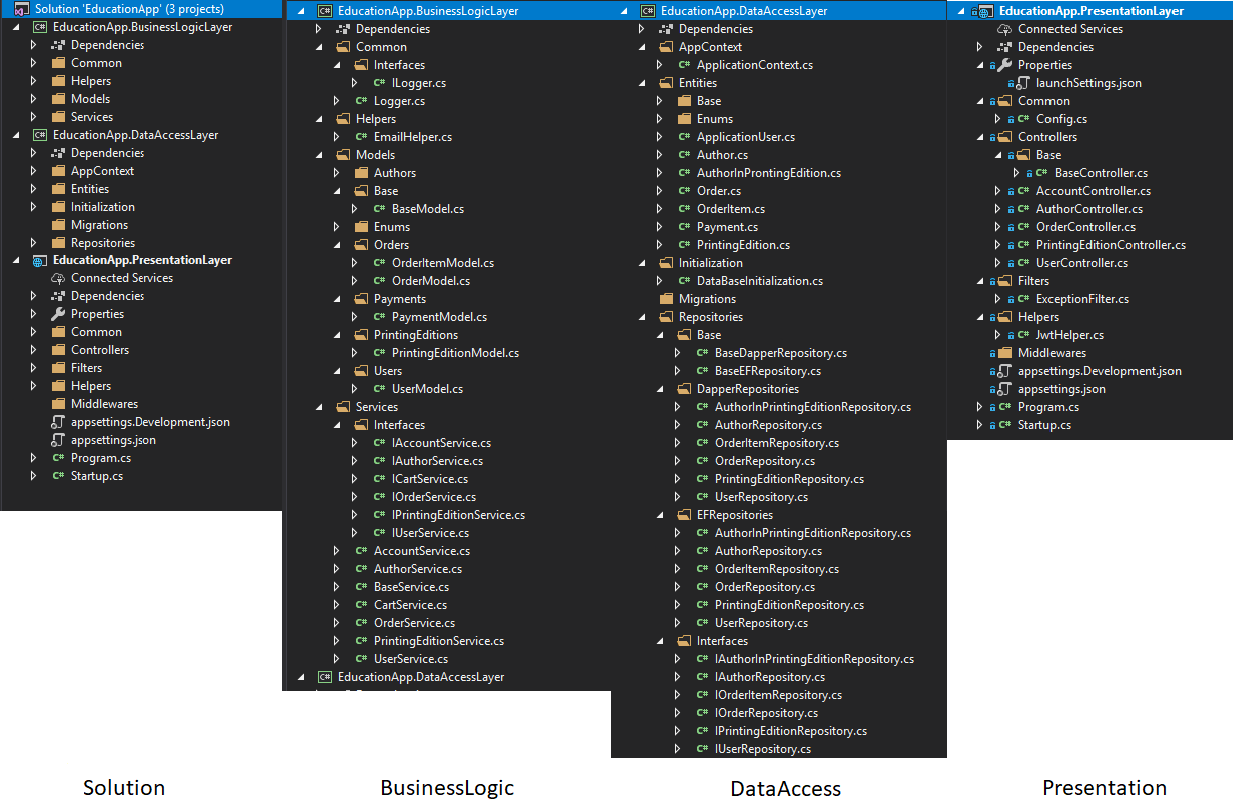 Solution 'EducationApp' (3 projects)
EducationApp.BusinessLogicLayer
Dependencies
Common
Helpers
Models
Services
EducationApp.DataAccessLayer
Dependencies
AppContext
Entities
Initialization
Migrations
Repositories
EducationApp.PresentationLayer
Connected Services
Dependencies
Properties
Common
Controllers
Filters
Helpers
Middlewares
appsettings.Development.json
appsettings.json
C# Program.cs
C# Startup.cs
Solution
C# EducationApp.BusinessLogicLayer
Dependencies
Common
Interfaces
C# ILogger.cs
C# Logger.cs
Helpers
C# EmailHelper.cs
Models
Authors
Base
C# BaseModel.cs
Enums
Orders
C# OrderItemModel.cs
C# OrderModel.cs
Payments
C# PaymentModel.cs
PrintingEditions
C# PrintingEditionModel.cs
Users
C# UserModel.cs
Services
Interfaces
C# IAccountService.cs
C# IAuthorService.cs
C# ICartService.cs
C# IOrderService.cs
C# IPrintingEditionService.cs
C# IUserService.cs
C# AccountService.cs
C# AuthorService.cs
C# BaseService.cs
C# CartService.cs
C# OrderService.cs
C# PrintingEditionService.cs
C# UserService.cs
C# EducationApp.DataAccessLayer
BusinessLogic
C# EducationApp.DataAccessLayer
Dependencies
AppContext
C# ApplicationContext.cs
Entities
Base
Enums
C# ApplicationUser.cs
C# Author.cs
C# AuthorInProntingEdition.cs
C# Order.cs
C# OrderItem.cs
C# Payment.cs
C# PrintingEdition.cs
Initialization
C# DataBaseInitialization.cs
Migrations
Repositories
Base
C# BaseDapperRepository.cs
C# BaseEFRepository.cs
DapperRepositories
C# AuthorInPrintingEditionRepository.cs
C# AuthorRepository.cs
C# OrderItemRepository.cs
C# OrderRepository.cs
C# PrintingEditionRepository.cs
C# UserRepository.cs
EFRepositories
C# AuthorInPrintingEditionRepository.cs
C# AuthorRepository.cs
C# OrderItemRepository.cs
C# OrderRepository.cs
C# PrintingEditionRepository.cs
C# UserRepository.cs
Interfaces
C# IAuthorInPrintingEditionRepository.cs
C# IAuthorRepository.cs
C# IOrderItemRepository.cs
C# IOrderRepository.cs
C# IPrintingEditionRepository.cs
C# IUserRepository.cs
DataAccess
EducationApp.PresentationLayer
Connected Services
Dependencies
Properties
launchSettings.json
Common
C# Config.cs
Controllers
Base
C# BaseController.cs
C# AccountController.cs
C# AuthorController.cs
C# OrderController.cs
C# PrintingEditionController.cs
C# UserController.cs
Filters
C# ExceptionFilter.cs
Helpers
C# JwtHelper.cs
Middlewares
appsettings.Development.json
appsettings.json
C# Program.cs
C# Startup.cs
Presentation